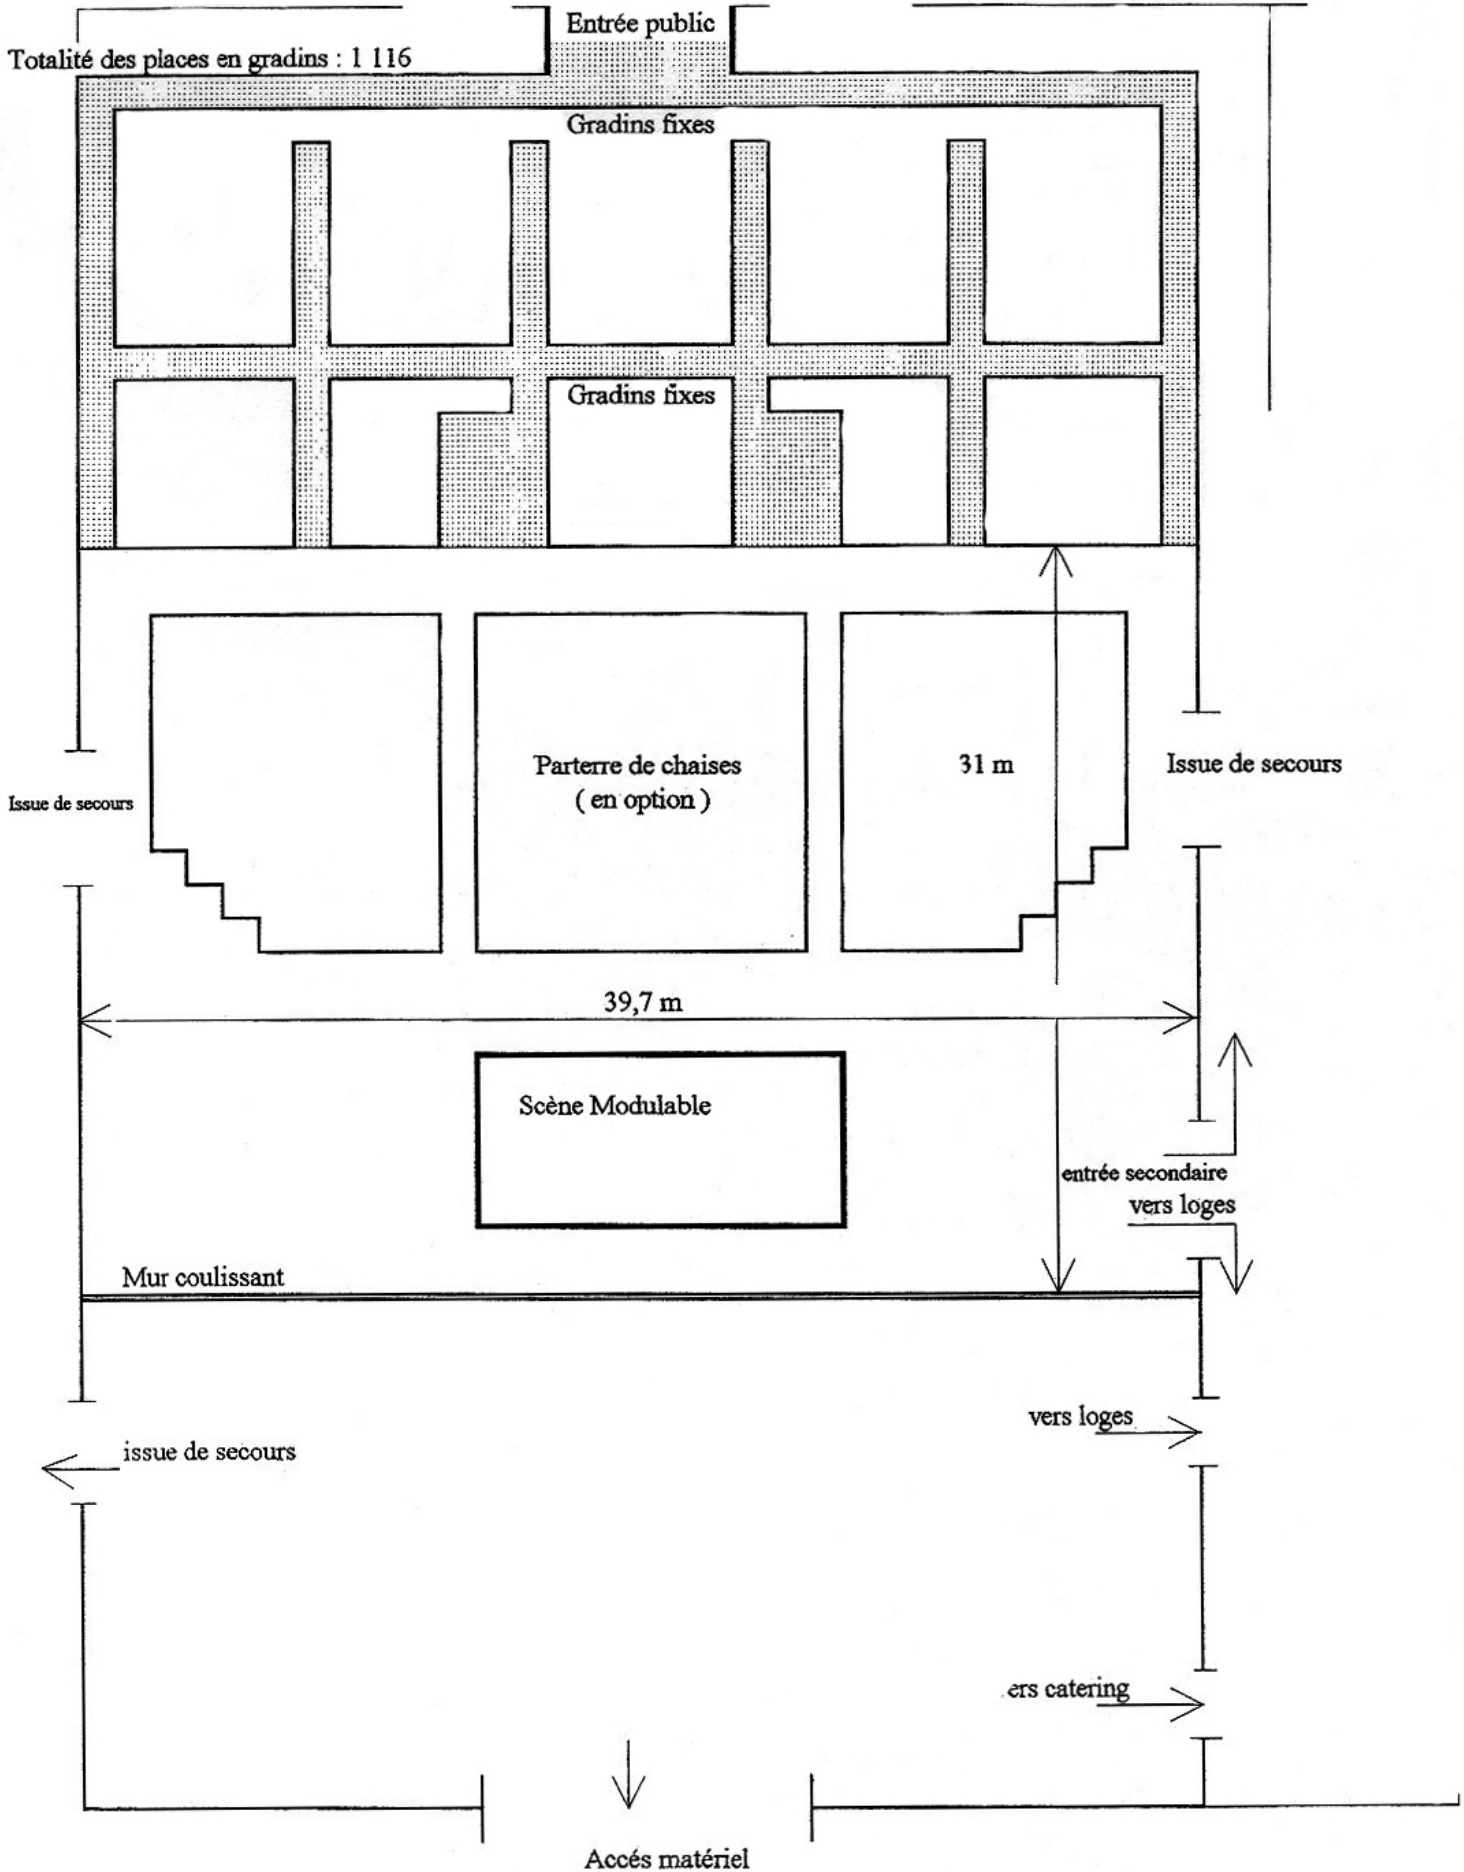 Entrée public
Totalité des places en gradins : 1 116
Gradins fixes
Gradins fixes
Parterre de chaises
( en option )
31 m
Issue de secours
Issue de secours
39,7 m
Scène Modulable
entrée secondaire
vers loges
Mur coulissant
vers loges
issue de secours
ers catering
Accés matériel